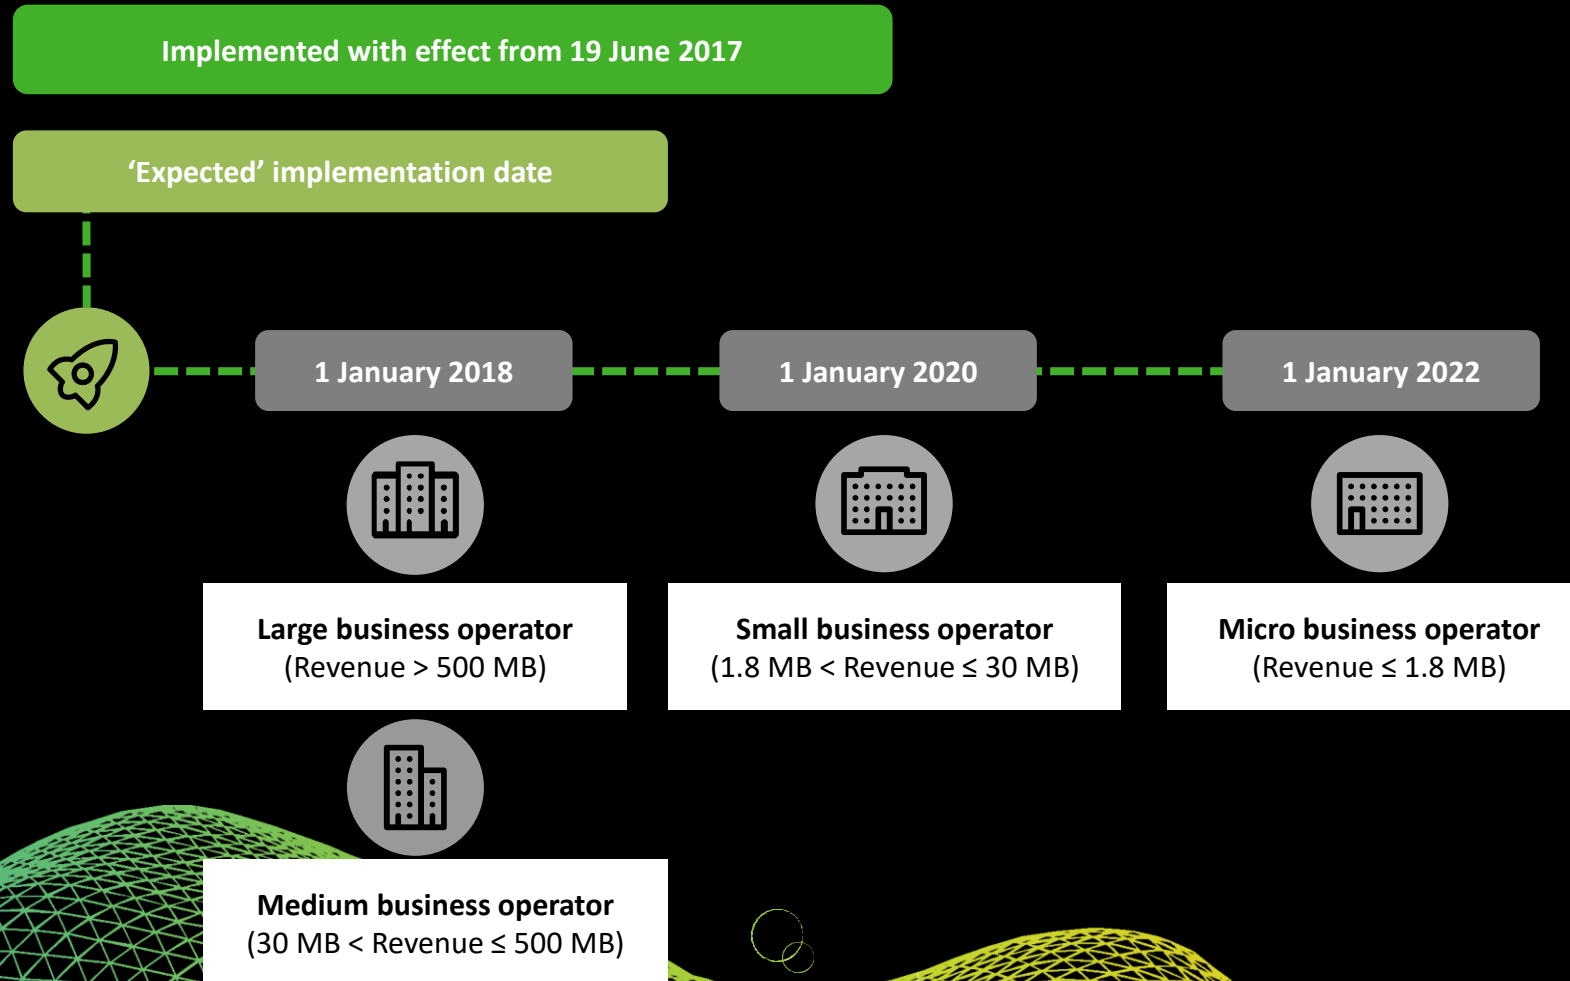 Implemented with effect from 19 June 2017
‘Expected’ implementation date
1 January 2018
1 January 2020
1 January 2022
Large business operator
(Revenue > 500 MB)
Small business operator
(1.8 MB < Revenue ≤ 30 MB)
Micro business operator
(Revenue ≤ 1.8 MB)
Medium business operator
(30 MB < Revenue ≤ 500 MB)